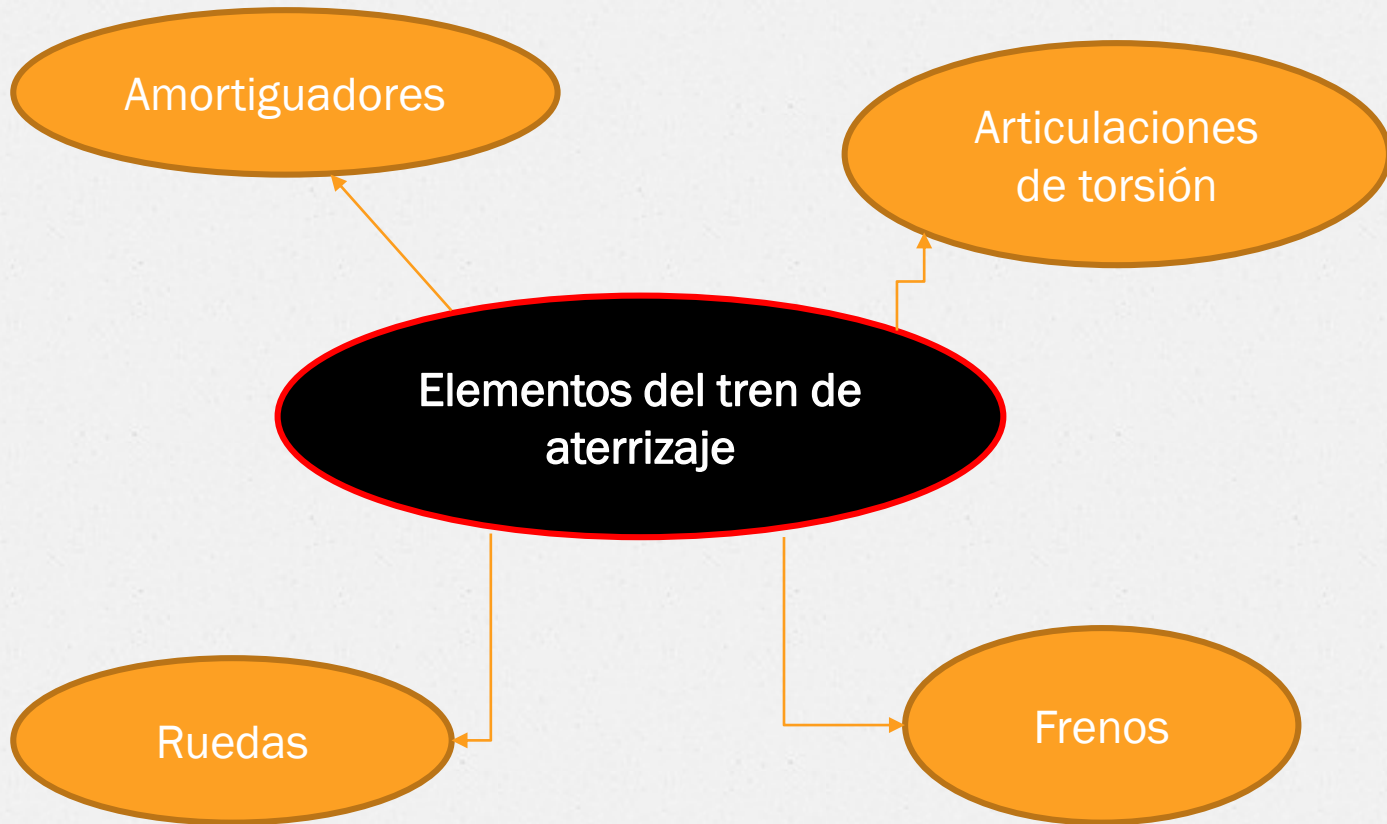 Amortiguadores
Articulaciones
de torsión
Elementos del tren de
aterrizaje
Ruedas
Frenos